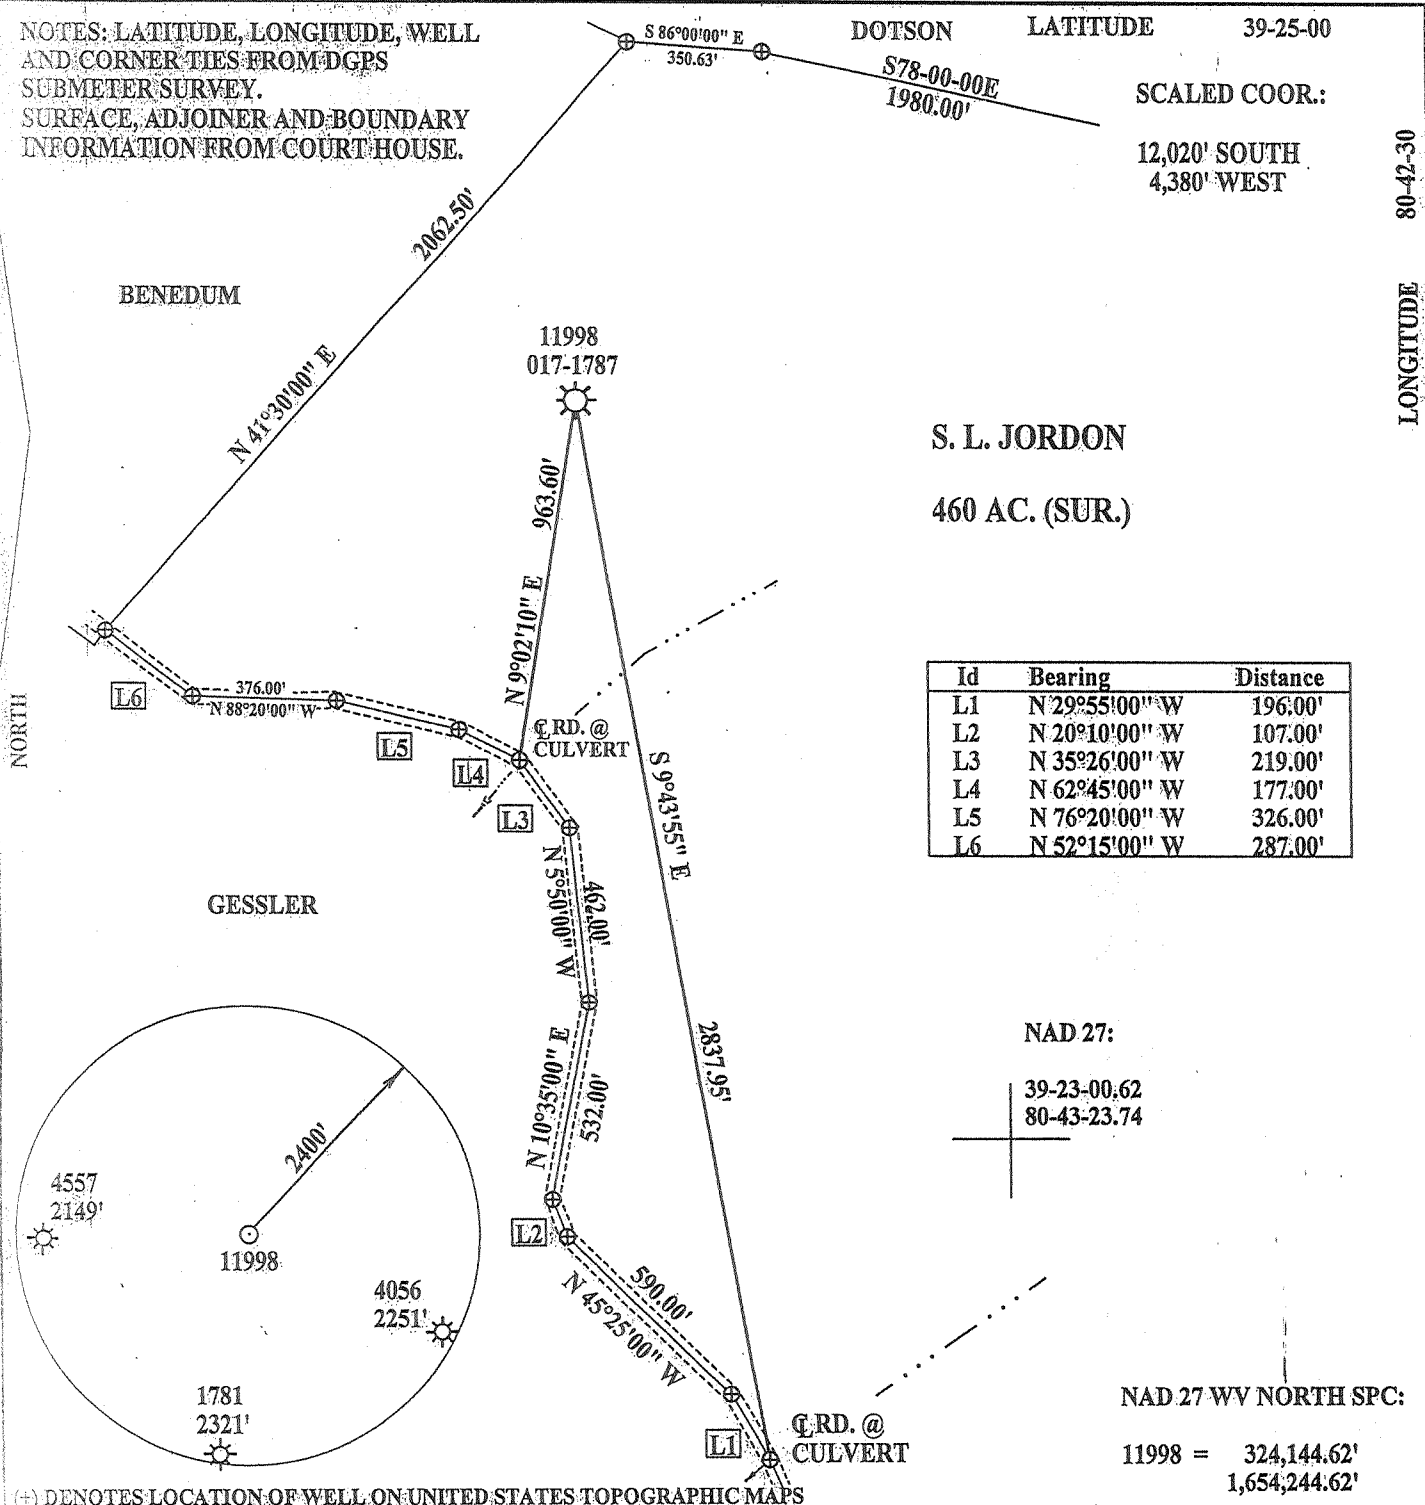 NOTES: LATITUDE, LONGITUDE, WELL
AND CORNER TIES FROM DGPS
SUBMETER SURVEY.
SURFACE, ADJOINER AND BOUNDARY
INFORMATION FROM COURT HOUSE.
S 86°00'00" E
350.63'
DOTSON
S78-00-00E
1980.00'
LATITUDE 39-25-00
SCALED COOR.:
12,020' SOUTH
4,380' WEST
LONGITUDE 80-42-30
2062.50'
N 41°30'00" E
BENEDUM
11998
017-1787
S. L. JORDON
460 AC. (SUR.)
963.60'
N 9°02'10" E
NORTH
L6
376.00'
N 88°20'00" W
L5
L4
L3
℄ RD. @
CULVERT
S 9°43'55" E
2837.95'
Id Bearing Distance
L1 N 29°55'00" W 196.00'
L2 N 20°10'00" W 107.00'
L3 N 35°26'00" W 219.00'
L4 N 62°45'00" W 177.00'
L5 N 76°20'00" W 326.00'
L6 N 52°15'00" W 287.00'
GESSLER
462.00'
N 5°50'00" W
N 10°35'00" E
532.00'
NAD 27:
39-23-00.62
80-43-23.74
2400'
4557
2149'
11998
4056
2251'
1781
2321'
L2
590.00'
N 45°25'00" W
L1
℄ RD. @
CULVERT
NAD 27 WV NORTH SPC:
11998 = 324,144.62'
1,654,244.62'
(+) DENOTES LOCATION OF WELL ON UNITED STATES TOPOGRAPHIC MAPS